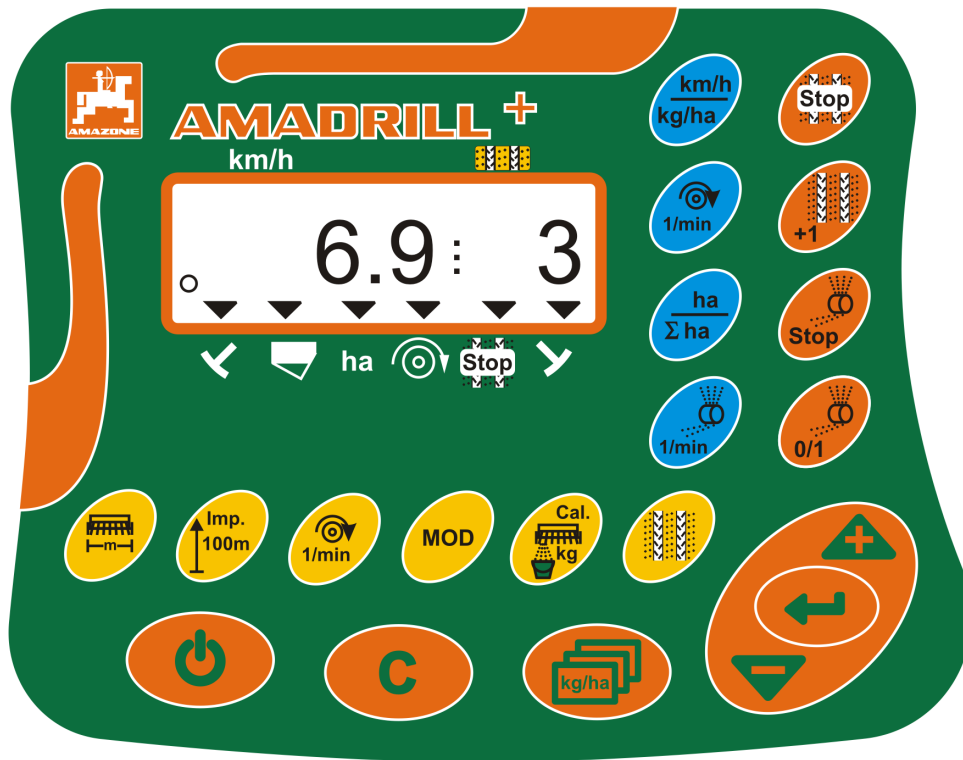 AMAZONE
AMADRILL +
km/h
6.9 3
ha
Stop
km/h
kg/ha
Stop
1/min
+1
ha
Σ ha
Stop
1/min
0/1
m
Imp.
100m
1/min
MOD
Cal.
kg
C
kg/ha
+
−